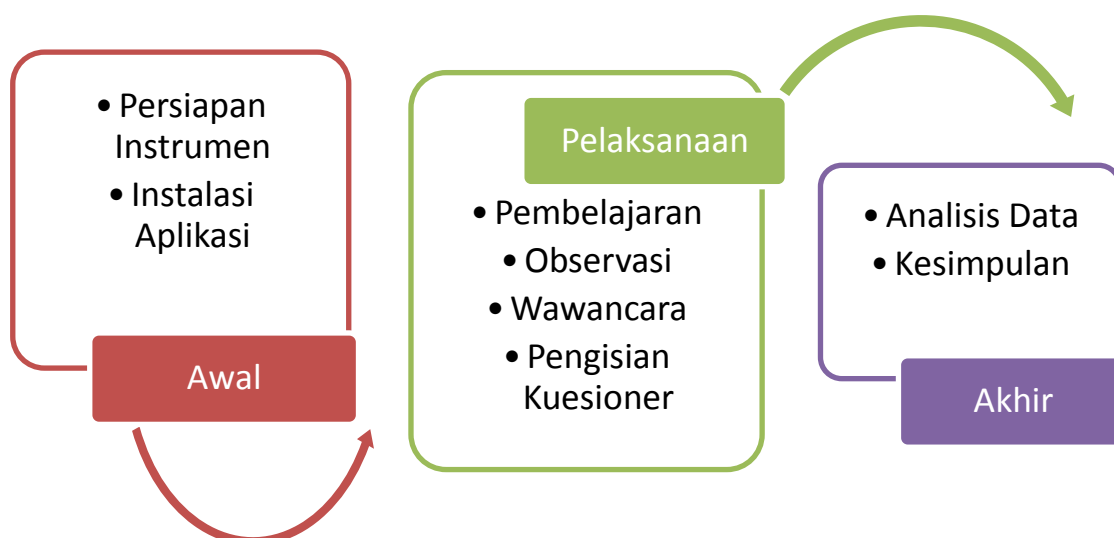 • Persiapan
Instrumen
• Instalasi
Aplikasi
Awal
Pelaksanaan
• Pembelajaran
• Observasi
• Wawancara
• Pengisian
Kuesioner
• Analisis Data
• Kesimpulan
Akhir